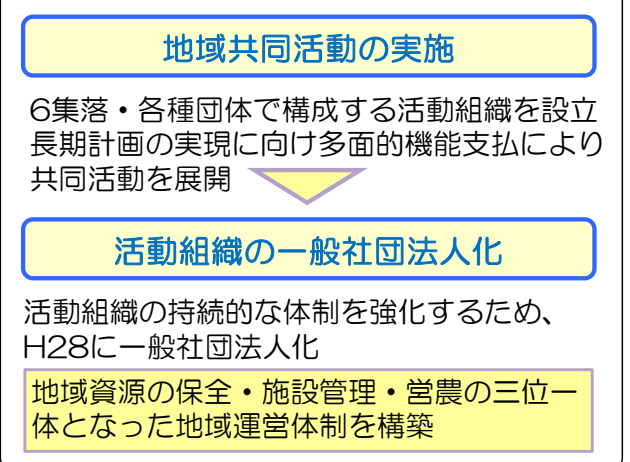 地域共同活動の実施
6集落・各種団体で構成する活動組織を設立
長期計画の実現に向け多面的機能支払により
共同活動を展開
活動組織の一般社団法人化
活動組織の持続的な体制を強化するため、
H28に一般社団法人化
地域資源の保全・施設管理・営農の三位一
体となった地域運営体制を構築